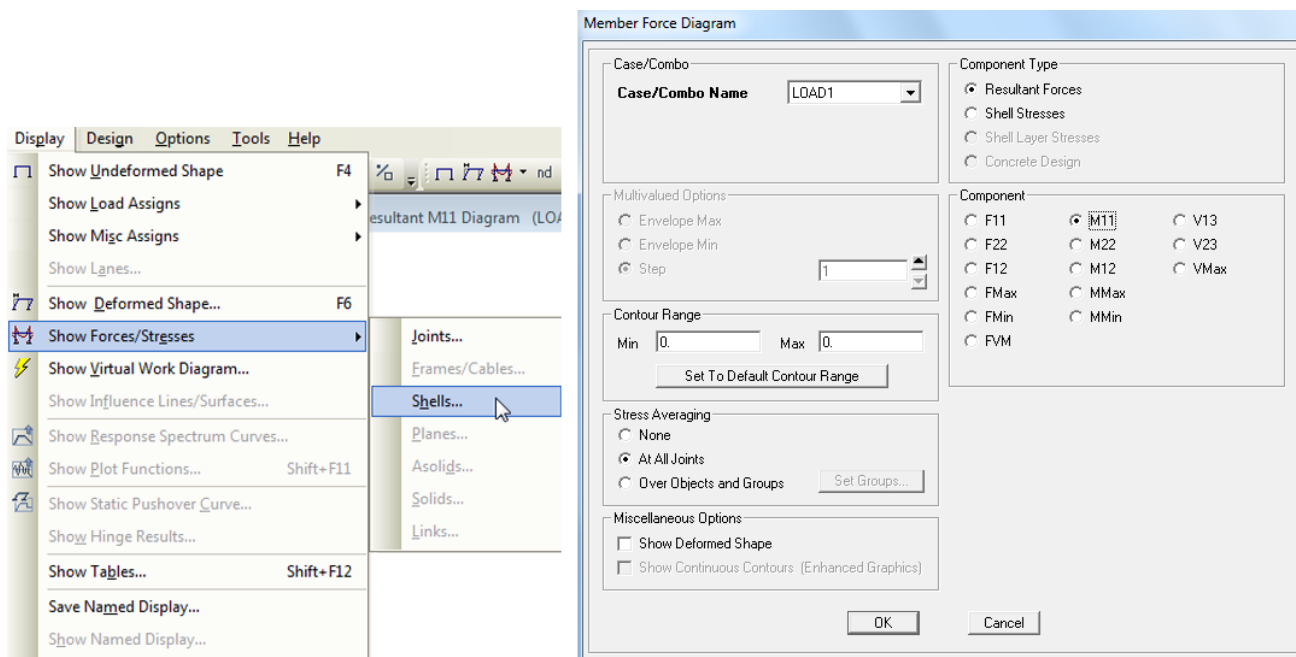 Display Design Options Tools Help
Show Undeformed Shape F4
Show Load Assigns
Show Misc Assigns
Show Lanes...
Show Deformed Shape... F6
Show Forces/Stresses
Show Virtual Work Diagram...
Show Influence Lines/Surfaces...
Show Response Spectrum Curves...
Show Plot Functions... Shift+F11
Show Static Pushover Curve...
Show Hinge Results...
Show Tables... Shift+F12
Save Named Display...
Show Named Display...
nd
esultant M11 Diagram (LOA
Joints...
Frames/Cables...
Shells...
Planes...
Asolids...
Solids...
Links...
Member Force Diagram
Case/Combo
Case/Combo Name LOAD1
Multivalued Options
Envelope Max
Envelope Min
Step 1
Contour Range
Min 0. Max 0.
Set To Default Contour Range
Stress Averaging
None
At All Joints
Over Objects and Groups Set Groups...
Miscellaneous Options
Show Deformed Shape
Show Continuous Contours (Enhanced Graphics)
Component Type
Resultant Forces
Shell Stresses
Shell Layer Stresses
Concrete Design
Component
F11 M11 V13
F22 M22 V23
F12 M12 VMax
FMax MMax
FMin MMin
FVM
OK Cancel